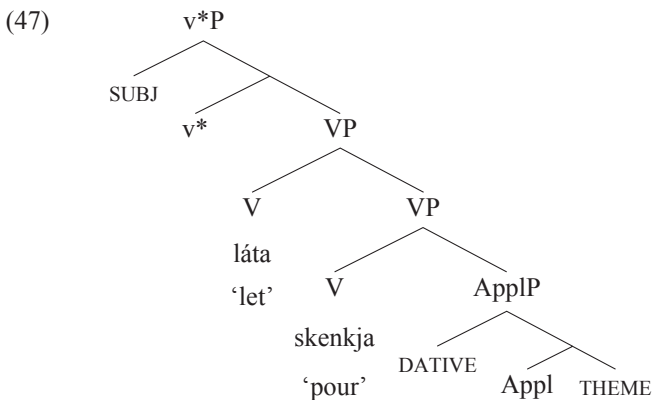 (47) v*P
SUBJ
v* VP
V VP
láta
‘let’ V ApplP
skenkja
‘pour’ DATIVE Appl THEME